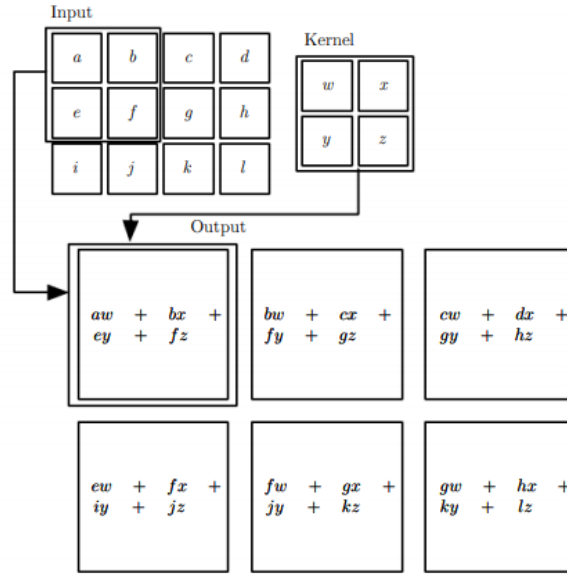 Input
a b c d
Kernel
w x
e f g h
y z
i j k l
Output
aw + bx +
ey + fz
bw + cx +
fy + gz
cw + dx +
gy + hz
ew + fx +
iy + jz
fw + gx +
jy + kz
gw + hx +
ky + lz